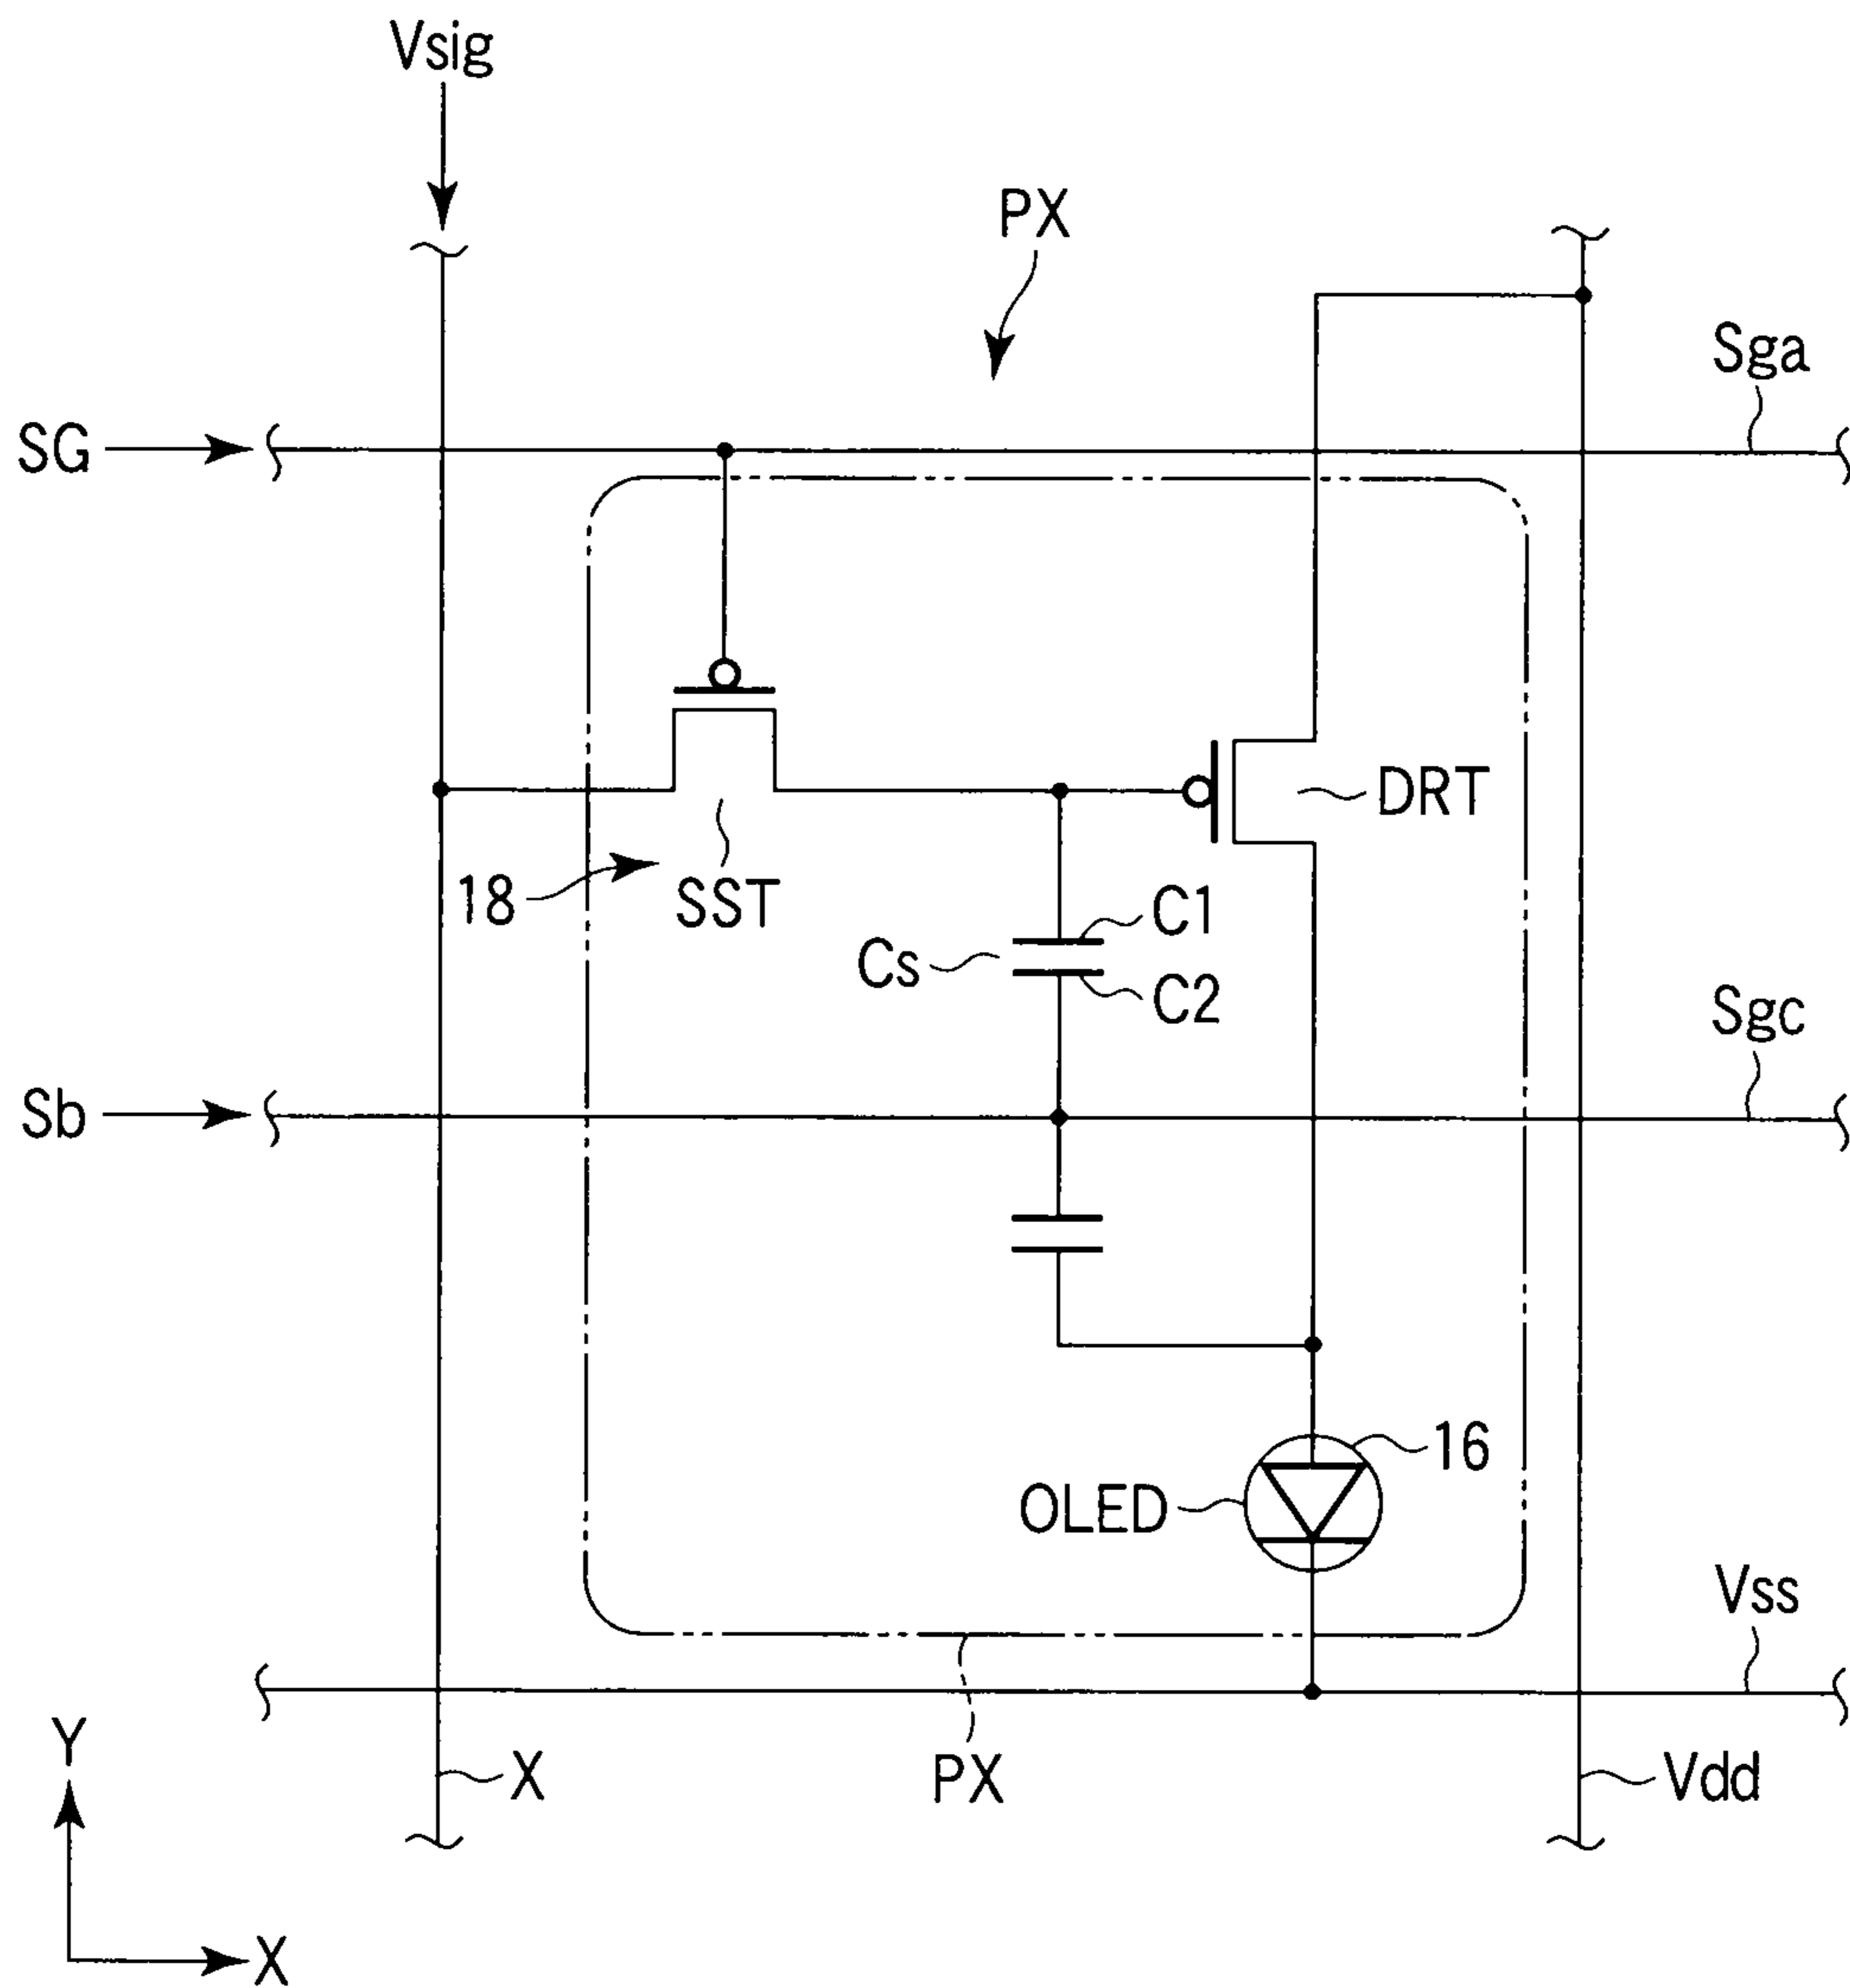 Vsig
PX
Sga
SG
DRT
18
SST
C1
Cs
C2
Sgc
Sb
16
OLED
Vss
Y
X
PX
Vdd
X